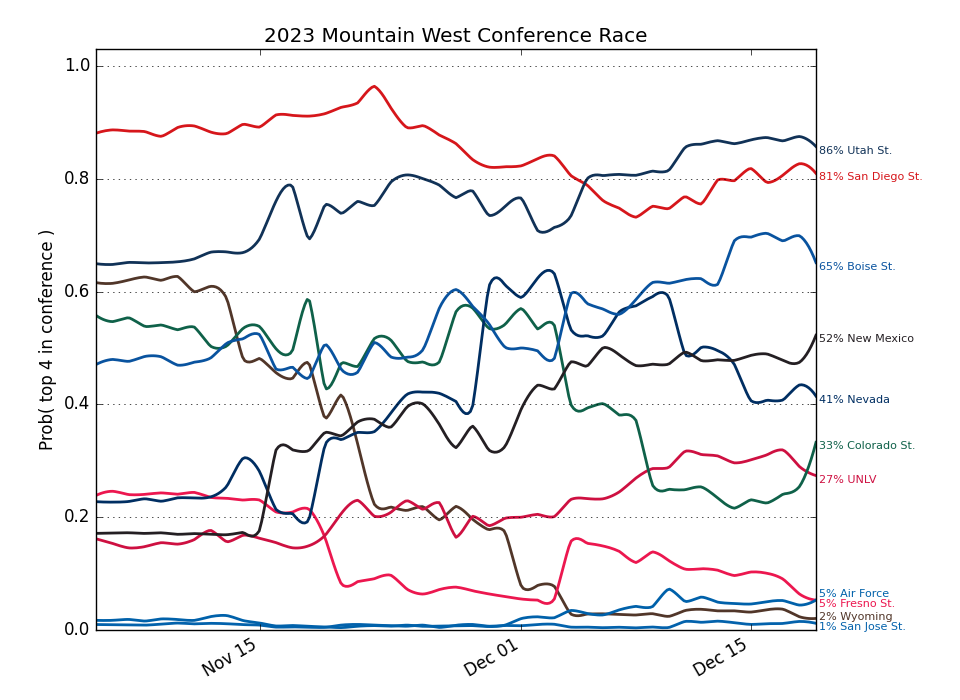 2023 Mountain West Conference Race
Prob( top 4 in conference )
1.0
0.8
0.6
0.4
0.2
0.0
Nov 15
Dec 01
Dec 15
86% Utah St.
81% San Diego St.
65% Boise St.
52% New Mexico
41% Nevada
33% Colorado St.
27% UNLV
5% Air Force
5% Fresno St.
2% Wyoming
1% San Jose St.